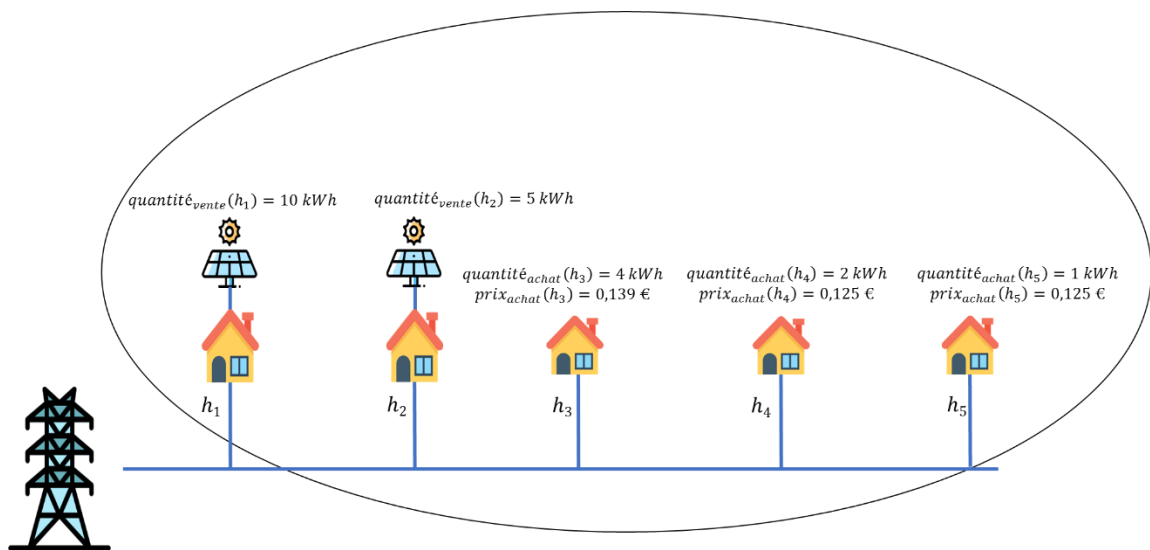 quantité_vente(h_1) = 10 kWh
quantité_vente(h_2) = 5 kWh
quantité_achat(h_3) = 4 kWh
prix_achat(h_3) = 0,139 €
quantité_achat(h_4) = 2 kWh
prix_achat(h_4) = 0,125 €
quantité_achat(h_5) = 1 kWh
prix_achat(h_5) = 0,125 €
h_1
h_2
h_3
h_4
h_5